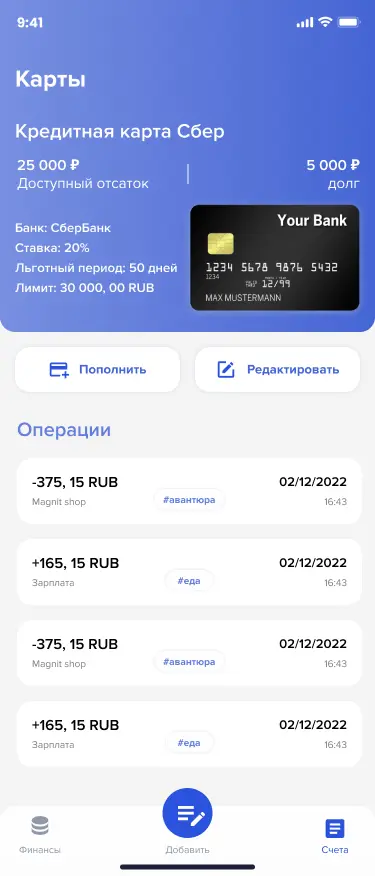 9:41
Карты
Кредитная карта Сбер
25 000 ₽
5 000 ₽
Доступный отсаток
долг
Банк: СберБанк
Ставка: 20%
Льготный период: 50 дней
Лимит: 30 000, 00 RUB
Your Bank
1234 5678 9876 5432
1234
12/99
MAX MUSTERMANN
Пополнить
Редактировать
Операции
-375, 15 RUB
02/12/2022
Magnit shop
#авантюра
16:43
+165, 15 RUB
02/12/2022
Зарплата
#еда
16:43
-375, 15 RUB
02/12/2022
Magnit shop
#авантюра
16:43
+165, 15 RUB
02/12/2022
Зарплата
#еда
16:43
Финансы
Добавить
Счета